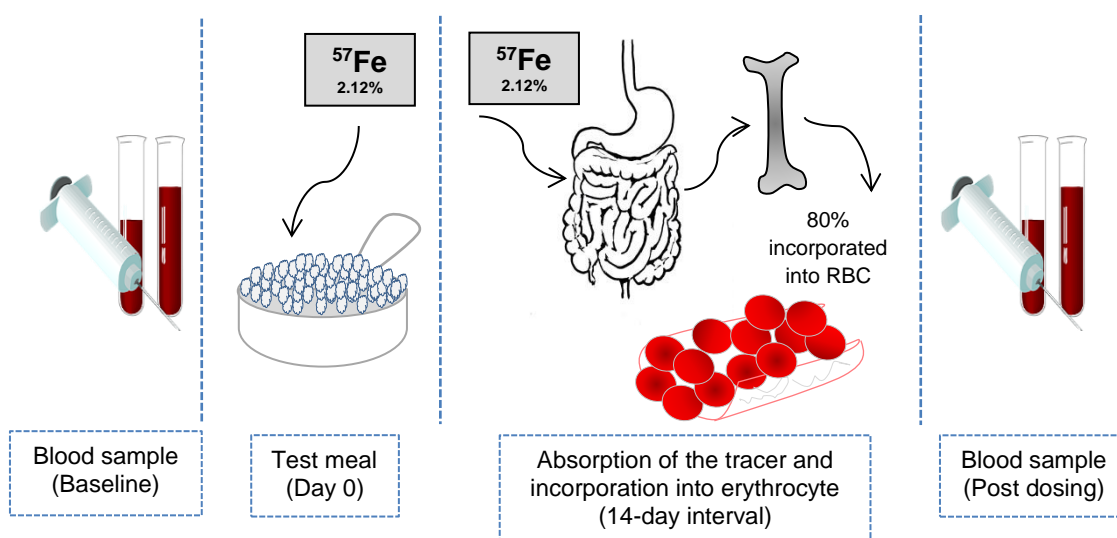 ⁵⁷Fe
2.12%
⁵⁷Fe
2.12%
80%
incorporated
into RBC
Blood sample
(Baseline)
Test meal
(Day 0)
Absorption of the tracer and
incorporation into erythrocyte
(14-day interval)
Blood sample
(Post dosing)